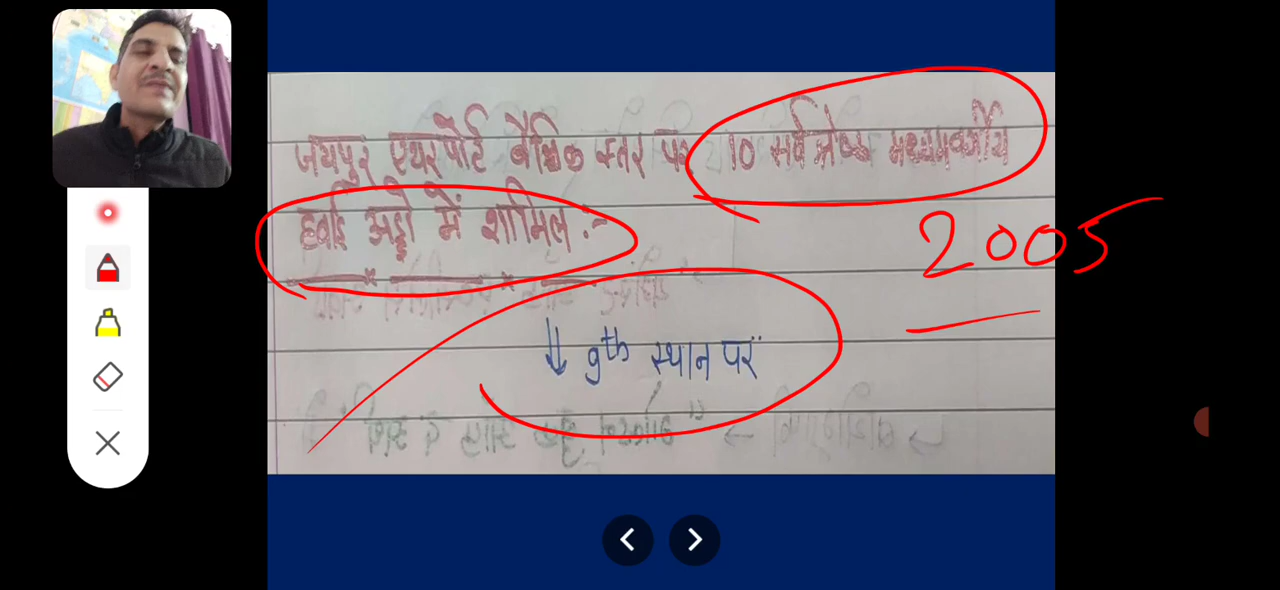 जयपुर एयरपोर्ट वैश्विक स्तर पर 10 सर्वश्रेष्ठ मध्यमवर्गीय
हवाई अड्डो में शामिल :-
2005
↓ 9th स्थान पर